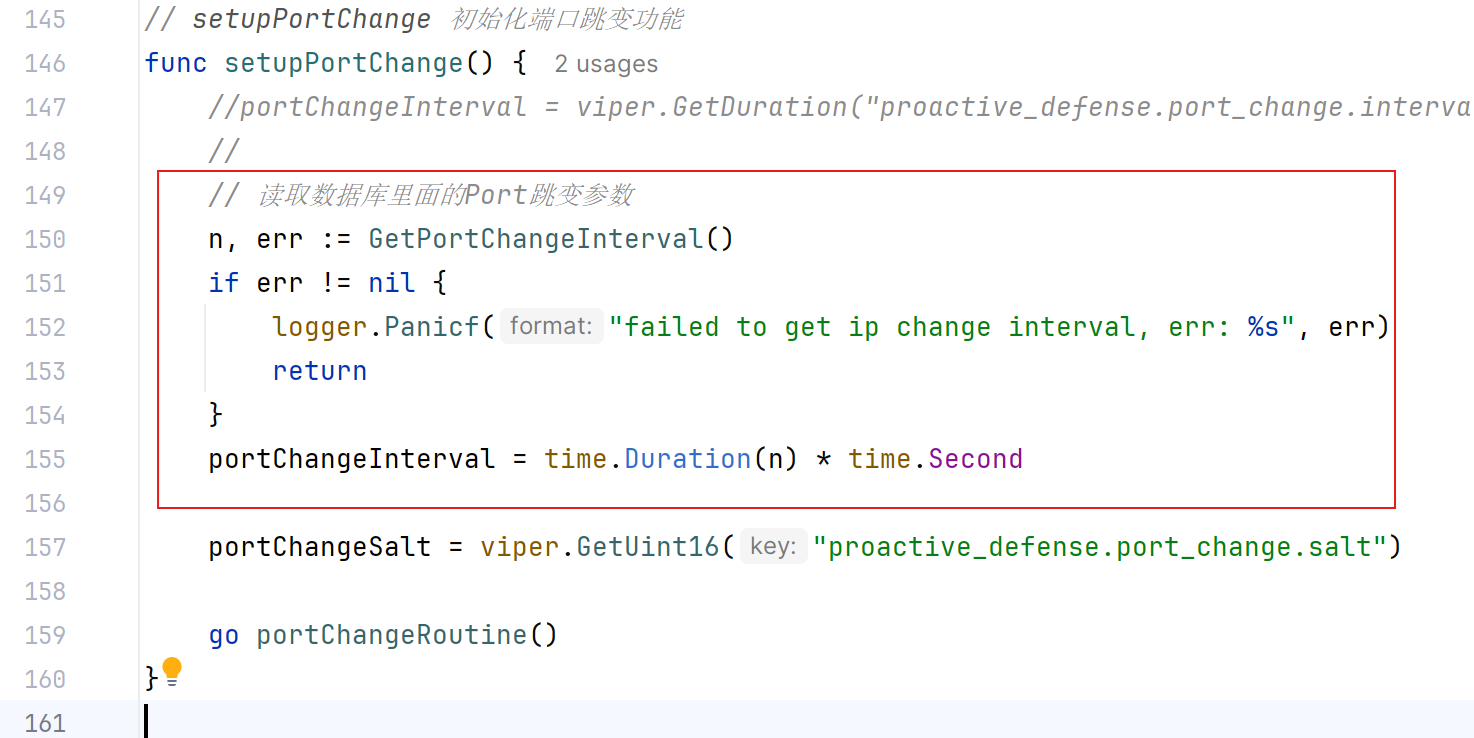 145 // setupPortChange 初始化端口跳变功能
146 func setupPortChange() { 2 usages
147 //portChangeInterval = viper.GetDuration("proactive_defense.port_change.interva
148 //
149 // 读取数据库里面的Port跳变参数
150 n, err := GetPortChangeInterval()
151 if err != nil {
152 logger.Panicf( format: "failed to get ip change interval, err: %s", err)
153 return
154 }
155 portChangeInterval = time.Duration(n) * time.Second
156
157 portChangeSalt = viper.GetUint16( key: "proactive_defense.port_change.salt")
158
159 go portChangeRoutine()
160 }
161